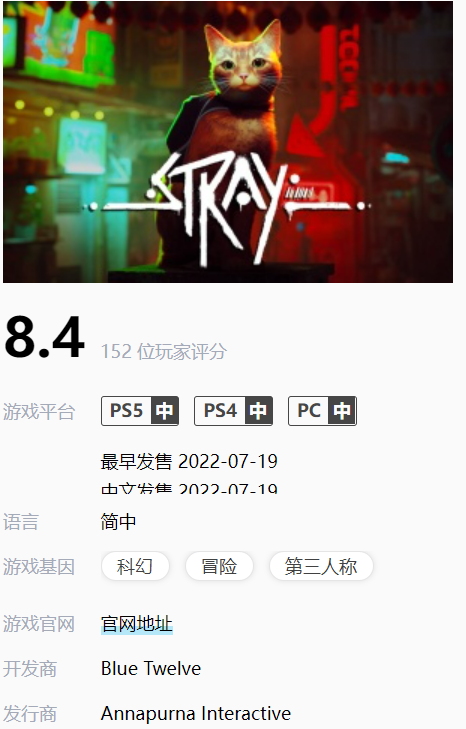 STRAY
8.4 152 位玩家评分
游戏平台 PS5 中 PS4 中 PC 中
最早发售 2022-07-19
中文发售 2022-07-19
语言 简中
游戏基因 科幻 冒险 第三人称
游戏官网 官网地址
开发商 Blue Twelve
发行商 Annapurna Interactive